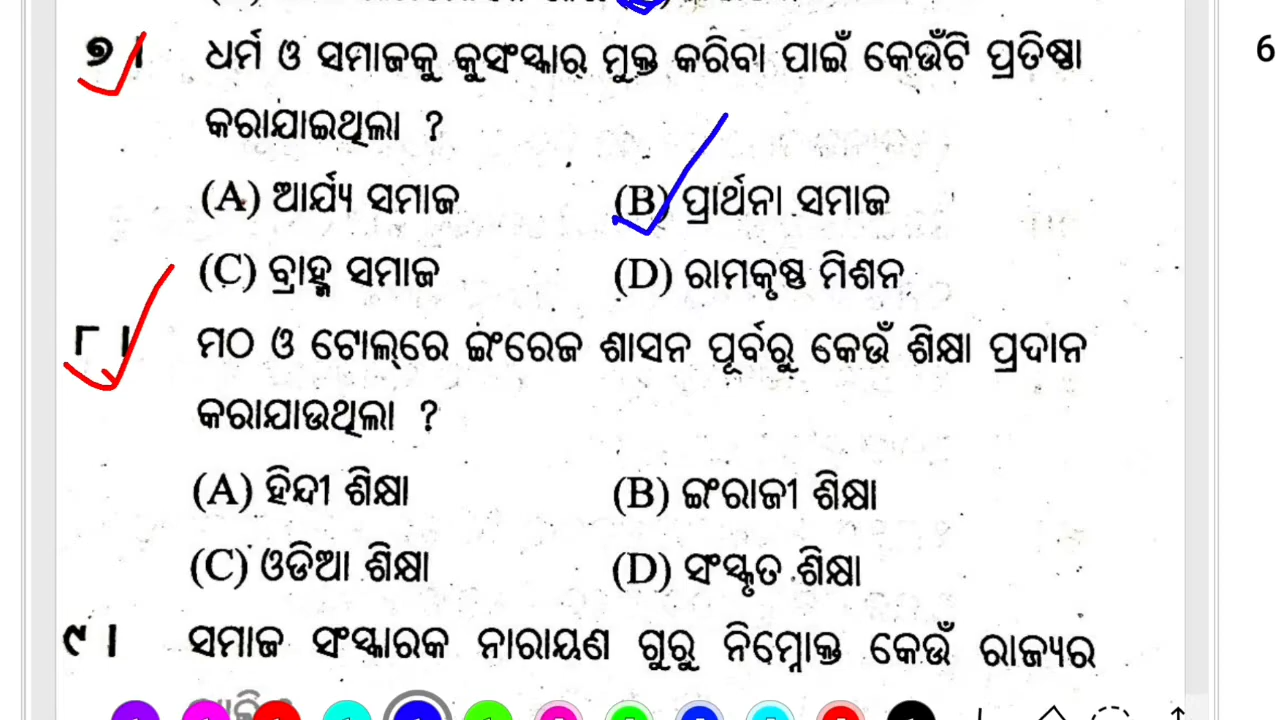 ୭ । ଧର୍ମ ଓ ସମାଜକୁ କୁସଂସ୍କାର ମୁକ୍ତ କରିବା ପାଇଁ କେଉଁଟି ପ୍ରତିଷ୍ଠା
6
କରାଯାଇଥିଲା ?
(A) ଆର୍ଯ୍ୟ ସମାଜ (B) ପ୍ରାର୍ଥନା ସମାଜ
(C) ବ୍ରାହ୍ମ ସମାଜ (D) ରାମକୃଷ୍ଣ ମିଶନ
୮ । ମଠ ଓ ଟୋଲ୍‌ରେ ଇଂରେଜ ଶାସନ ପୂର୍ବରୁ କେଉଁ ଶିକ୍ଷା ପ୍ରଦାନ
କରାଯାଉଥିଲା ?
(A) ହିନ୍ଦୀ ଶିକ୍ଷା (B) ଇଂରାଜୀ ଶିକ୍ଷା
(C) ଓଡିଆ ଶିକ୍ଷା (D) ସଂସ୍କୃତ ଶିକ୍ଷା
୯ । ସମାଜ ସଂସ୍କାରକ ନାରାୟଣ ଗୁରୁ ନିମ୍ନୋକ୍ତ କେଉଁ ରାଜ୍ୟର